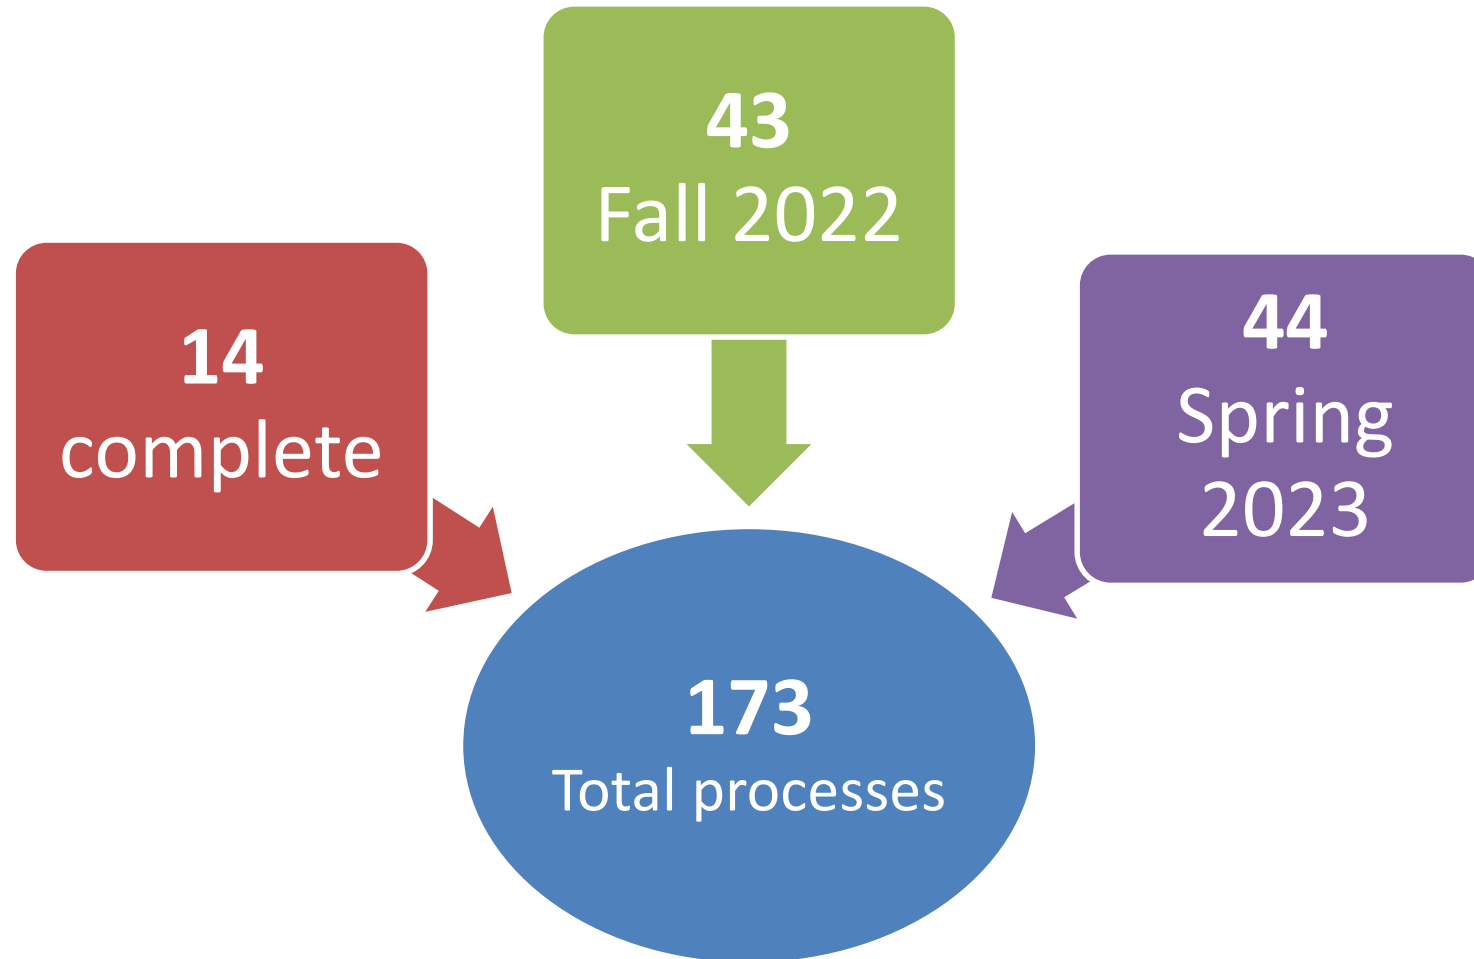 14
complete
43
Fall 2022
44
Spring
2023
173
Total processes